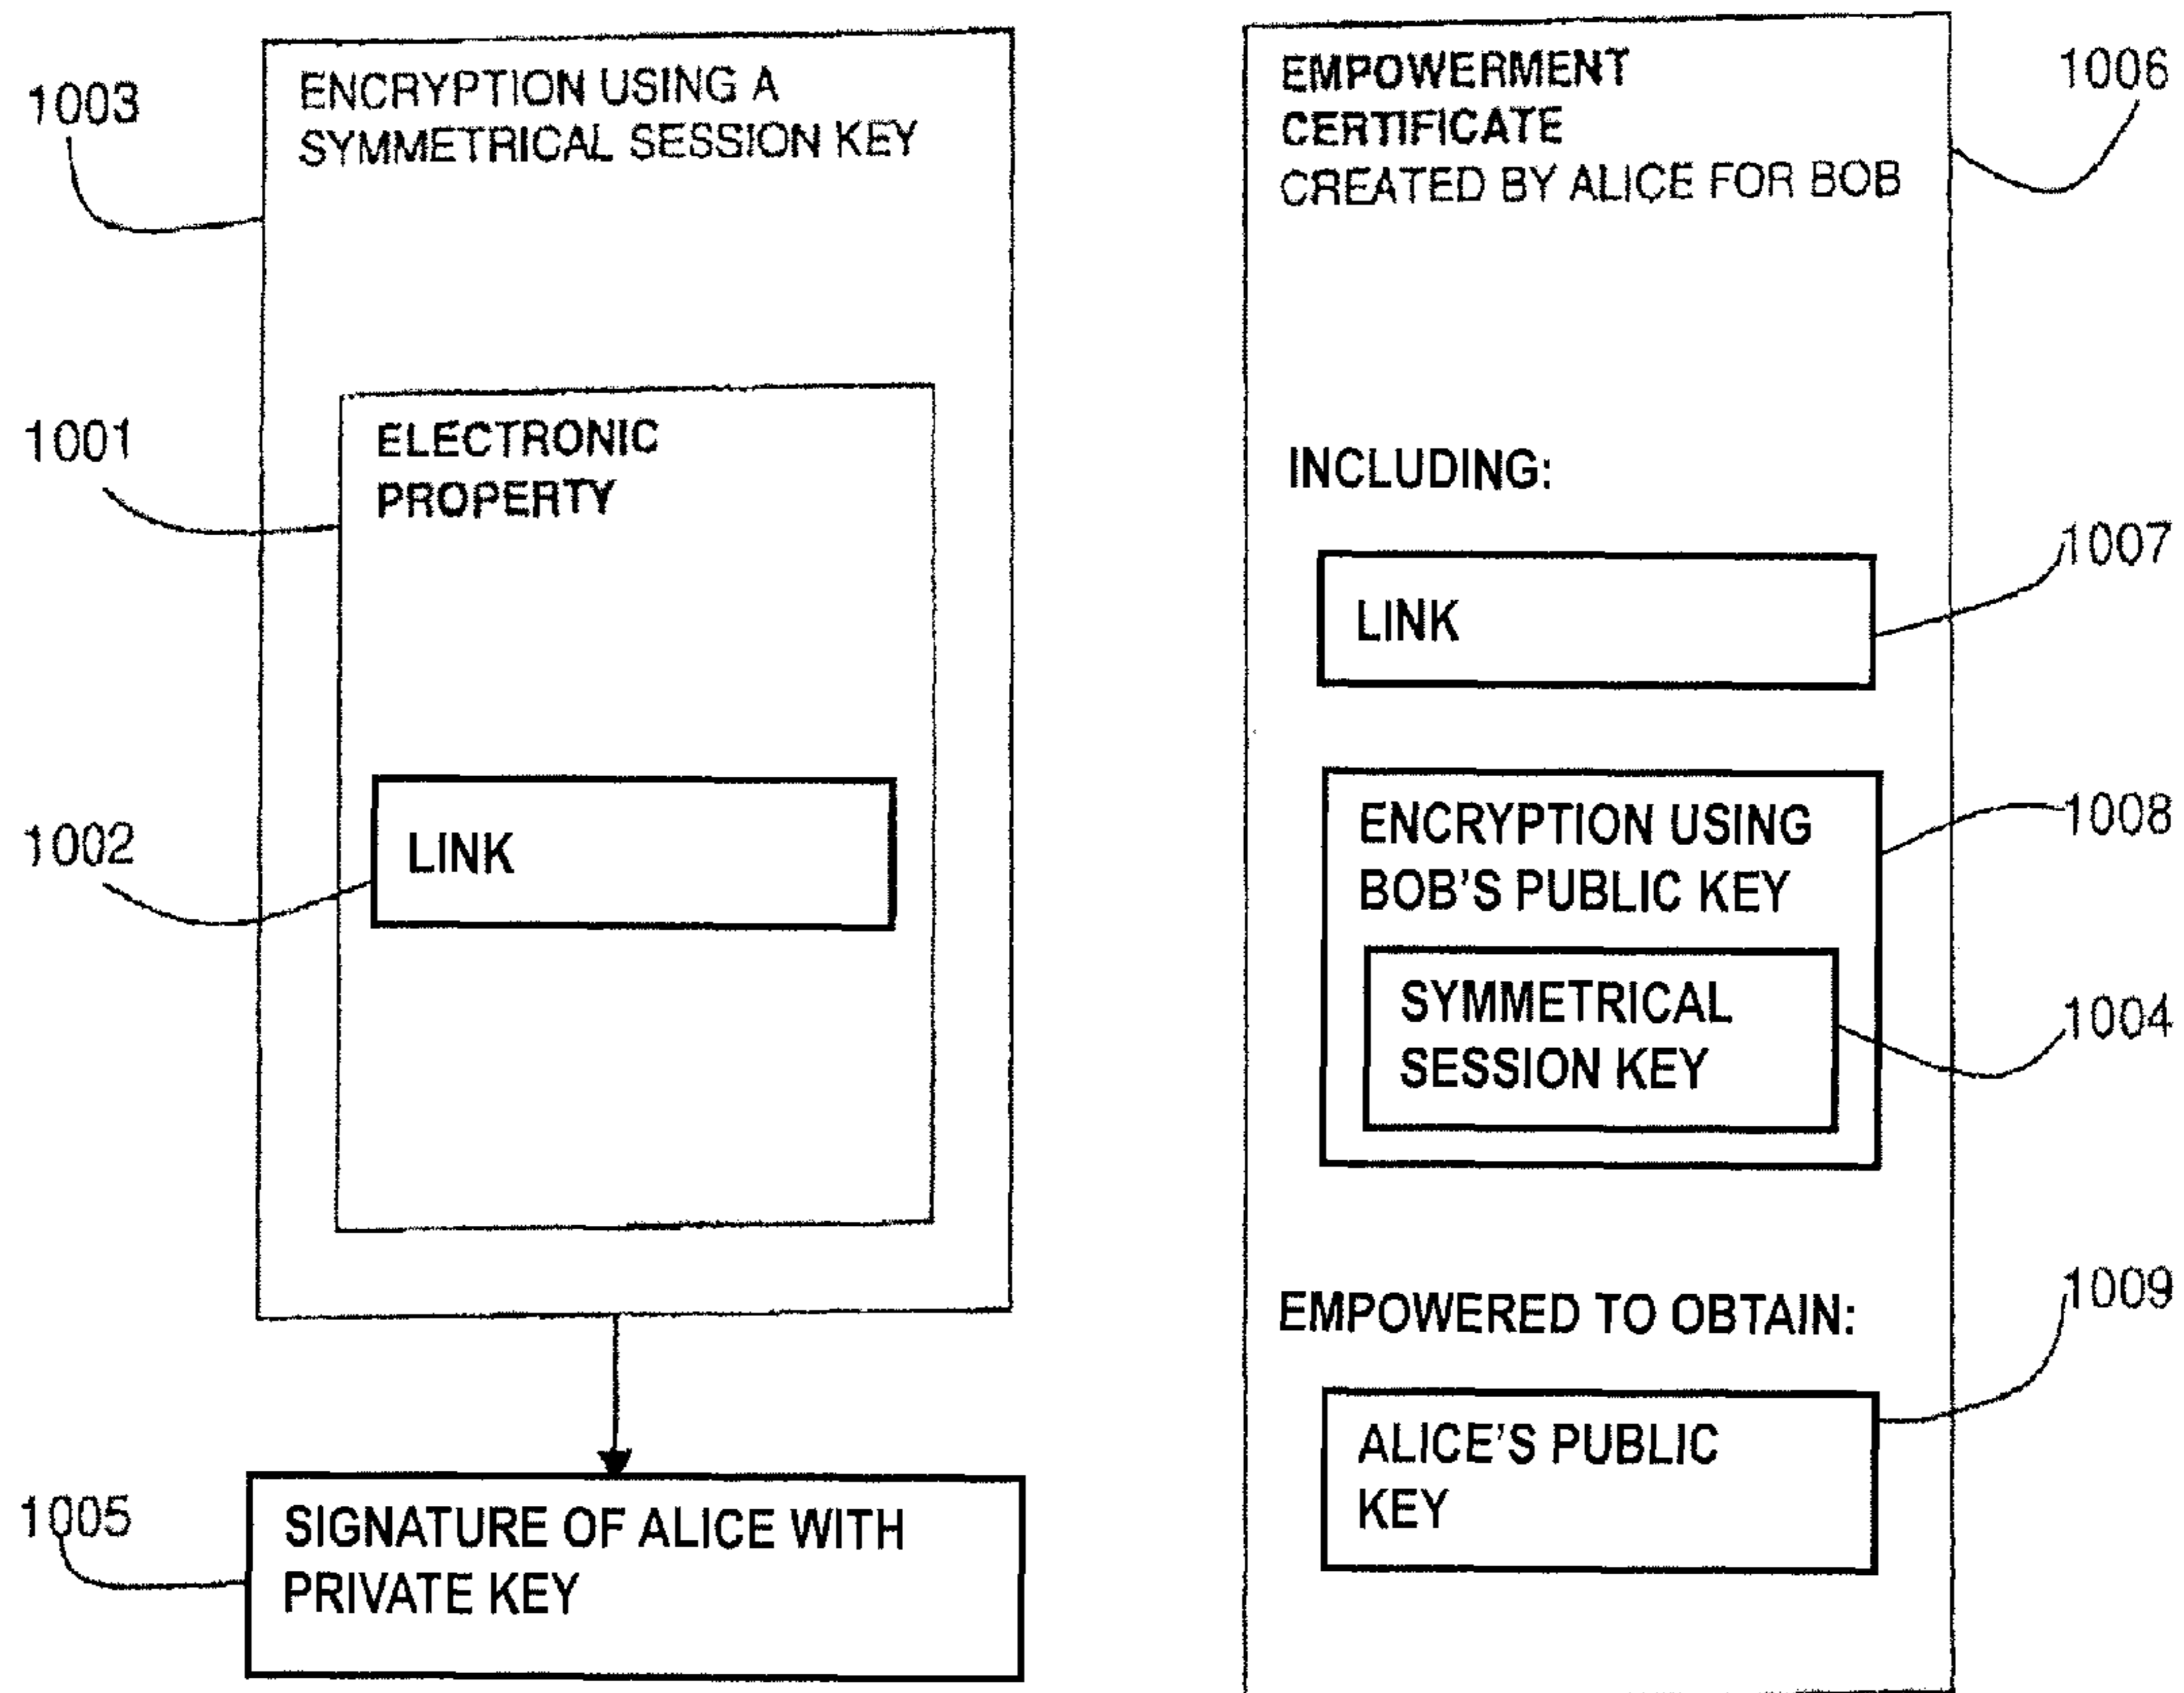 1003
ENCRYPTION USING A
SYMMETRICAL SESSION KEY
1001
ELECTRONIC
PROPERTY
1002
LINK
1005
SIGNATURE OF ALICE WITH
PRIVATE KEY
EMPOWERMENT
CERTIFICATE
CREATED BY ALICE FOR BOB
1006
INCLUDING:
1007
LINK
ENCRYPTION USING
BOB'S PUBLIC KEY
1008
SYMMETRICAL
SESSION KEY
1004
EMPOWERED TO OBTAIN:
1009
ALICE'S PUBLIC
KEY